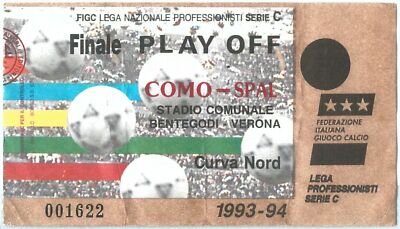 FIGC LEGA NAZIONALE PROFESSIONISTI SERIE C
Finale PLAY OFF
COMO - SPAL
STADIO COMUNALE
BENTEGODI - VERONA
Curva Nord
001622
1993-94
FEDERAZIONE
ITALIANA
GIUOCO CALCIO
LEGA
PROFESSIONISTI
SERIE C